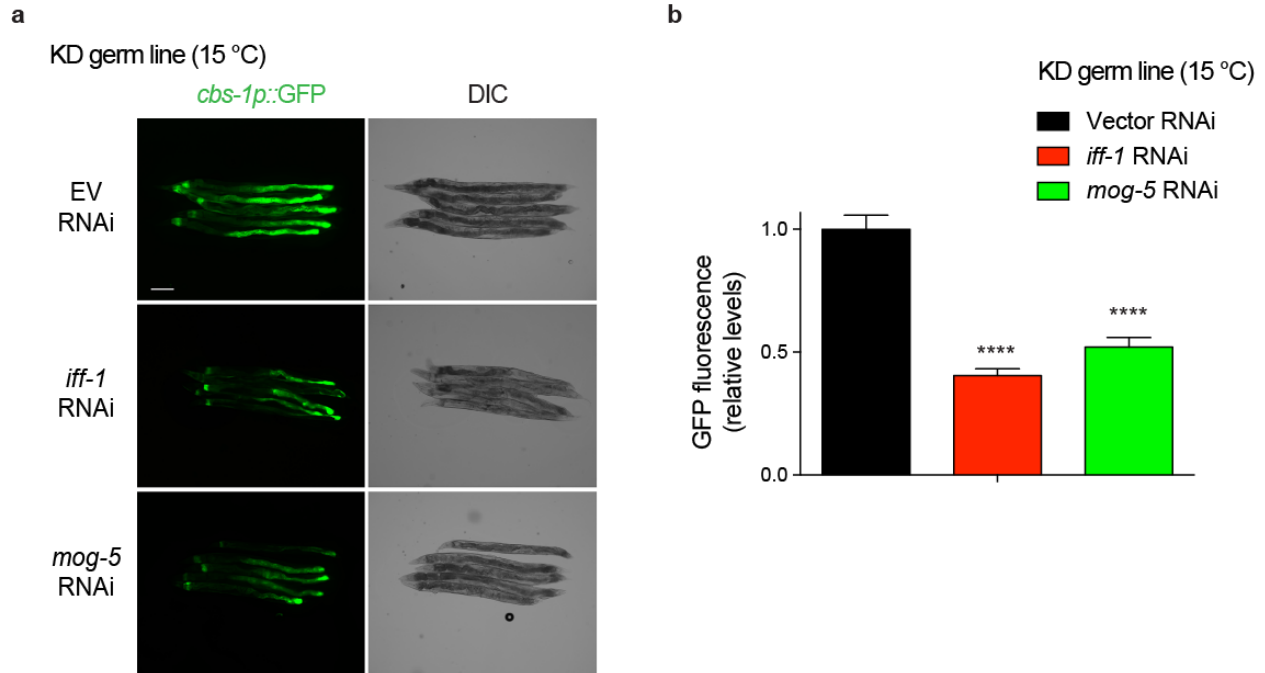 a
KD germ line (15 °C)
cbs-1p::GFP
DIC
EV
RNAi
iff-1
RNAi
mog-5
RNAi
b
KD germ line (15 °C)
Vector RNAi
iff-1 RNAi
mog-5 RNAi
GFP fluorescence
(relative levels)
1.0
0.5
0.0
****
****